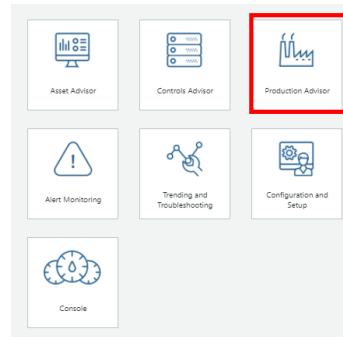 Asset Advisor
Controls Advisor
Production Advisor
Alert Monitoring
Trending and
Troubleshooting
Configuration and
Setup
Console